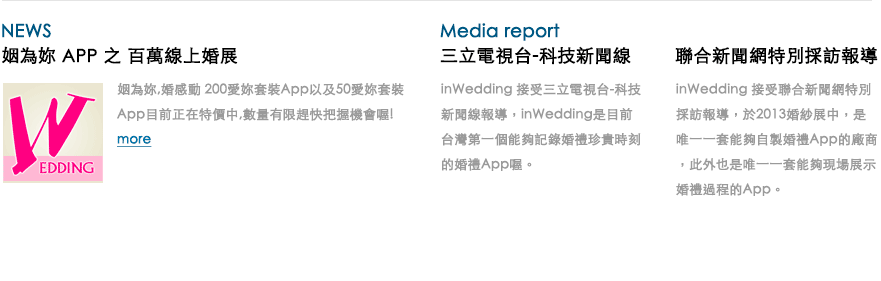 NEWS
姻為妳 APP 之 百萬線上婚展
姻為妳,婚感動 200愛妳套裝App以及50愛妳套裝
App目前正在特價中,數量有限趕快把握機會喔!
more
W
EDDING
Media report
三立電視台-科技新聞線
inWedding 接受三立電視台-科技
新聞線報導，inWedding是目前
台灣第一個能夠記錄婚禮珍貴時刻
的婚禮App喔。
聯合新聞網特別採訪報導
inWedding 接受聯合新聞網特別
採訪報導，於2013婚紗展中，是
唯一一套能夠自製婚禮App的廠商
，此外也是唯一一套能夠現場展示
婚禮過程的App。